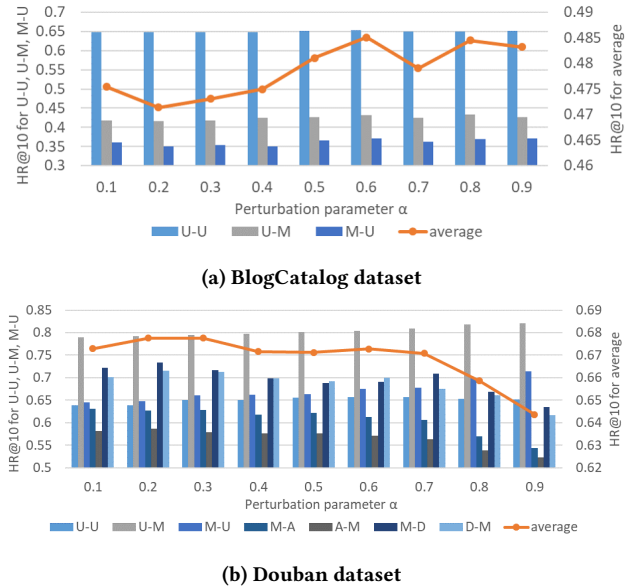 HR@10 for U-U, U-M, M-U
0.7
0.65
0.6
0.55
0.5
0.45
0.4
0.35
0.3
0.49
0.485
0.48
0.475
0.47
0.465
0.46
HR@10 for average
0.1 0.2 0.3 0.4 0.5 0.6 0.7 0.8 0.9
Perturbation parameter α
U-U U-M M-U average
(a) BlogCatalog dataset
HR@10 for U-U, U-M, M-U
0.85
0.8
0.75
0.7
0.65
0.6
0.55
0.5
0.69
0.68
0.67
0.66
0.65
0.64
0.63
0.62
HR@10 for average
0.1 0.2 0.3 0.4 0.5 0.6 0.7 0.8 0.9
Perturbation parameter α
U-U U-M M-U M-A A-M M-D D-M average
(b) Douban dataset